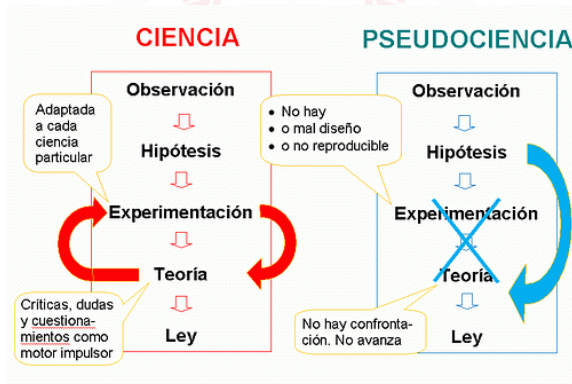 CIENCIA
Observación
Adaptada
a cada
ciencia
particular
Hipótesis
Experimentación
Teoría
Críticas, dudas
y cuestiona-
mientos como
motor impulsor
Ley
PSEUDOCIENCIA
Observación
• No hay
• o mal diseño
• o no reproducible
Hipótesis
Experimentación
Teoría
No hay confronta-
ción. No avanza
Ley